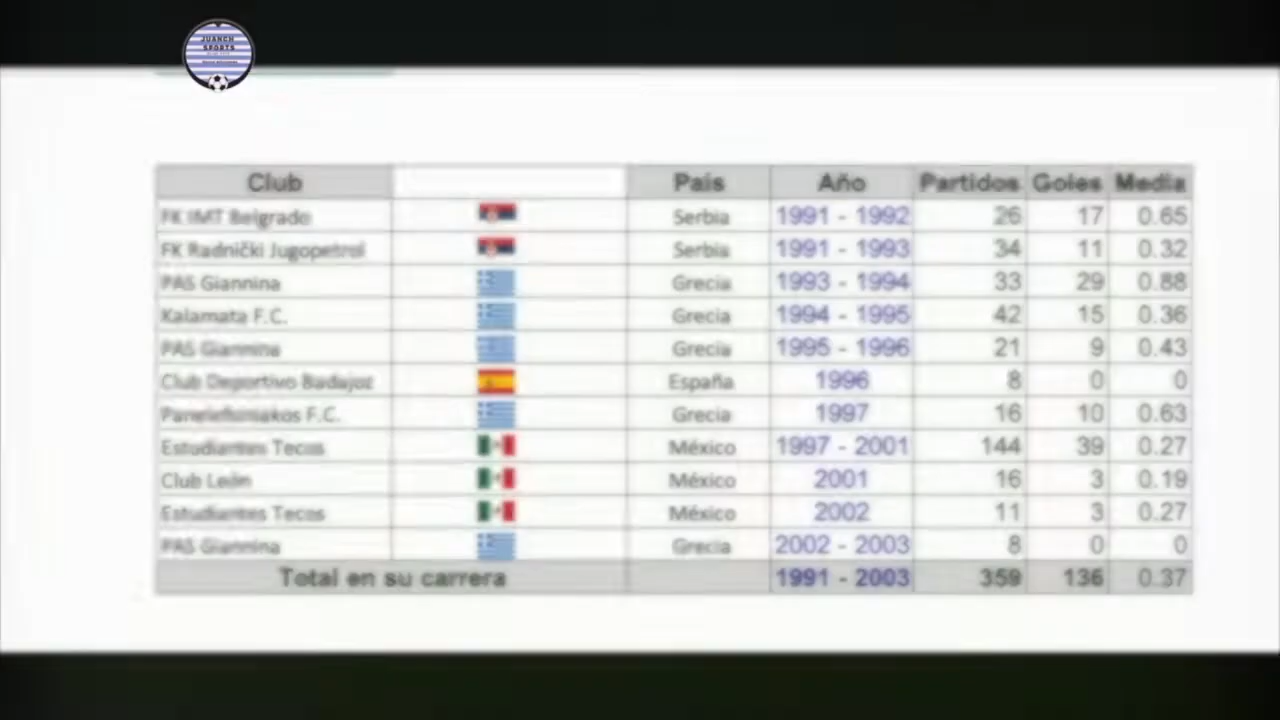 JUANCH
SPORTS
Club País Año Partidos Goles Media
FK IMT Belgrado Serbia 1991 - 1992 26 17 0.65
FK Radnički Jugopetrol Serbia 1991 - 1993 34 11 0.32
PAS Giannina Grecia 1993 - 1994 33 29 0.88
Kalamata F.C. Grecia 1994 - 1995 42 15 0.36
PAS Giannina Grecia 1995 - 1996 21 9 0.43
Club Deportivo Badajoz España 1996 8 0 0
Panelefsiniakos F.C. Grecia 1997 16 10 0.63
Estudiantes Tecos México 1997 - 2001 144 39 0.27
Club León México 2001 16 3 0.19
Estudiantes Tecos México 2002 11 3 0.27
PAS Giannina Grecia 2002 - 2003 8 0 0
Total en su carrera 1991 - 2003 359 136 0.37